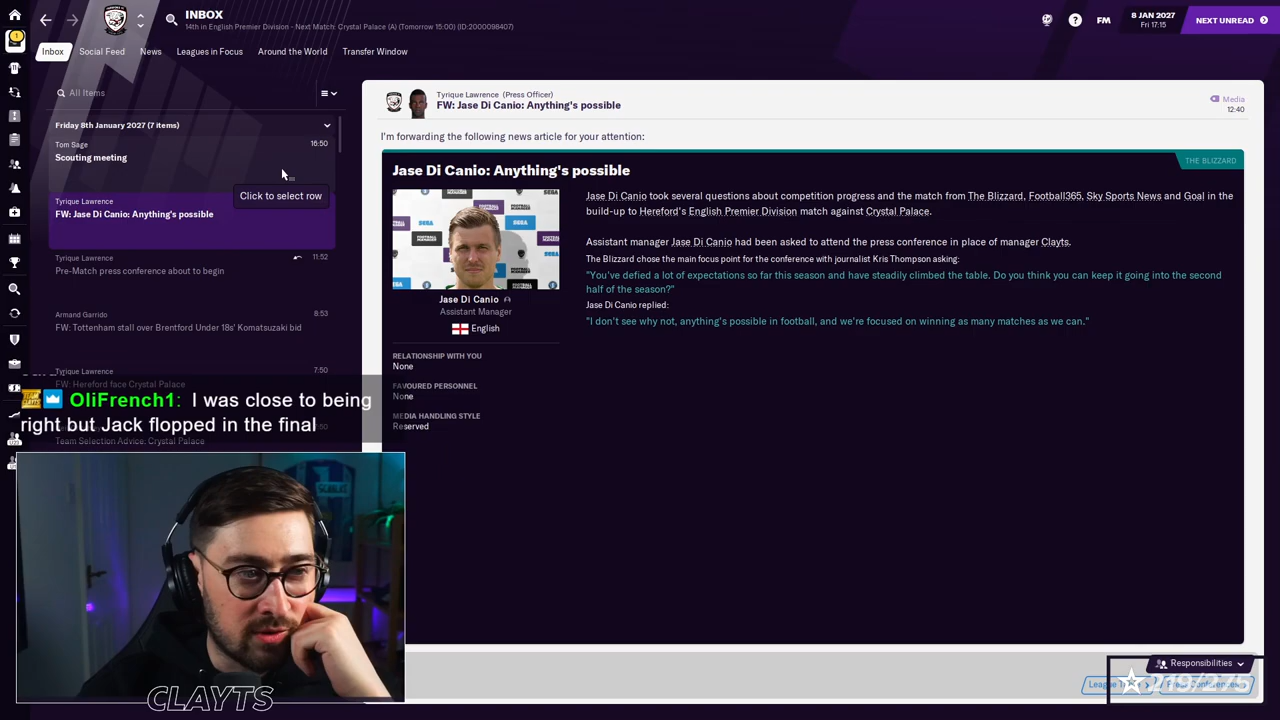 INBOX
14th in English Premier Division - Next Match: Crystal Palace (A) (Tomorrow 15:00) (ID:2000098407)
FM
8 JAN 2027
Fri 17:15
NEXT UNREAD
1
Inbox
Social Feed
News
Leagues in Focus
Around the World
Transfer Window
All Items
Friday 8th January 2027 (7 items)
Tom Sage
16:50
Scouting meeting
Click to select row
Tyrique Lawrence
FW: Jase Di Canio: Anything's possible
Tyrique Lawrence
11:52
Pre-Match press conference about to begin
Armand Garrido
8:53
FW: Tottenham stall over Brentford Under 18s' Komatsuzaki bid
Tyrique Lawrence
7:50
FW: Hereford face Crystal Palace
OliFrench1: I was close to being
right but Jack flopped in the final
Team Selection Advice: Crystal Palace
CLAYTS
Tyrique Lawrence (Press Officer)
FW: Jase Di Canio: Anything's possible
Media
12:40
I'm forwarding the following news article for your attention:
Jase Di Canio: Anything's possible
THE BLIZZARD
SEGA
Jase Di Canio
Assistant Manager
English
RELATIONSHIP WITH YOU
None
FAVOURED PERSONNEL
None
MEDIA HANDLING STYLE
Reserved
Jase Di Canio took several questions about competition progress and the match from The Blizzard, Football365, Sky Sports News and Goal in the
build-up to Hereford's English Premier Division match against Crystal Palace.
Assistant manager Jase Di Canio had been asked to attend the press conference in place of manager Clayts.
The Blizzard chose the main focus point for the conference with journalist Kris Thompson asking:
"You've defied a lot of expectations so far this season and have steadily climbed the table. Do you think you can keep it going into the second
half of the season?"
Jase Di Canio replied:
"I don't see why not, anything's possible in football, and we're focused on winning as many matches as we can."
Responsibilities